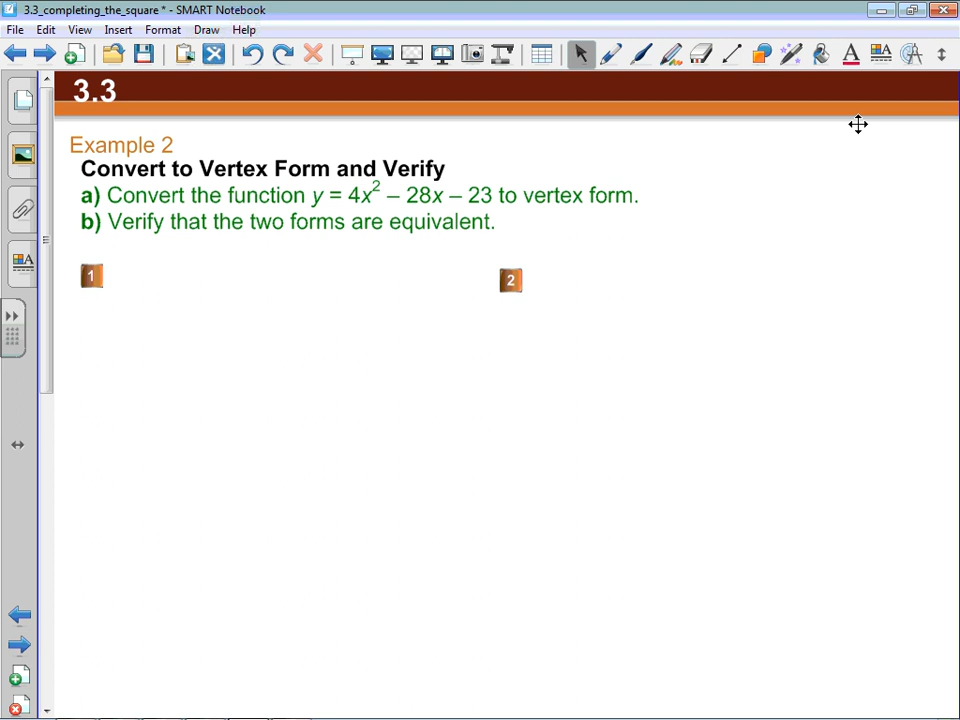 3.3_completing_the_square * - SMART Notebook
File Edit View Insert Format Draw Help
3.3
Example 2
Convert to Vertex Form and Verify
a) Convert the function y = 4x² – 28x – 23 to vertex form.
b) Verify that the two forms are equivalent.
1
2